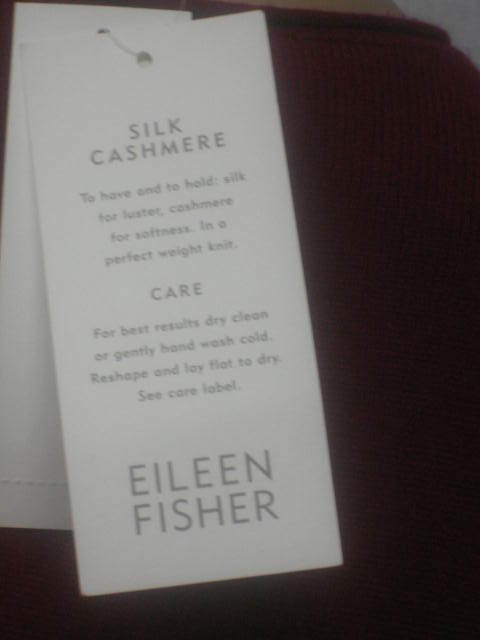 SILK
CASHMERE
To have and to hold: silk
for luster, cashmere
for softness. In a
perfect weight knit.
CARE
For best results dry clean
or gently hand wash cold.
Reshape and lay flat to dry.
See care label.
EILEEN
FISHER